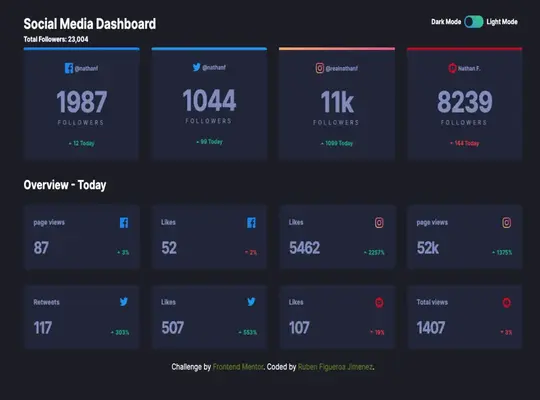 Social Media Dashboard
Total Followers: 23,004
Dark Mode Light Mode
@nathanf
1987
FOLLOWERS
12 Today
@nathanf
1044
FOLLOWERS
99 Today
@realnathanf
11k
FOLLOWERS
1099 Today
Nathan F.
8239
FOLLOWERS
144 Today
Overview - Today
page views
87
3%
Likes
52
2%
Likes
5462
2257%
page views
52k
1375%
Retweets
117
303%
Likes
507
553%
Likes
107
19%
Total views
1407
Challenge by Frontend Mentor. Coded by Ruben Figueroa Jimenez.